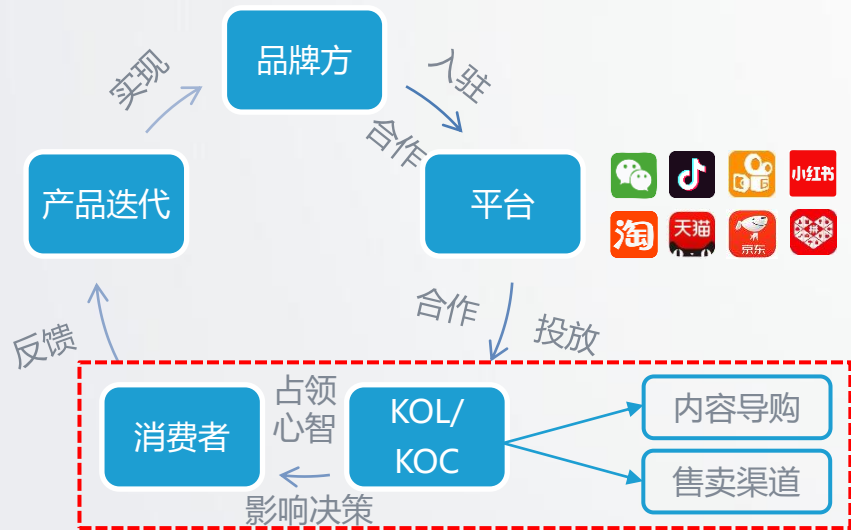 品牌方
实现
入驻
合作
产品迭代
平台
小红书
淘
天猫
京东
拼
合作
投放
反馈
消费者
占领
心智
影响决策
KOL/
KOC
内容导购
售卖渠道